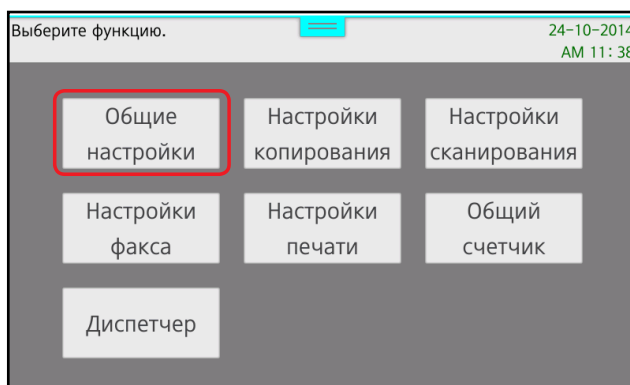 Выберите функцию.
24-10-2014
AM 11:38
Общие
настройки
Настройки
копирования
Настройки
сканирования
Настройки
факса
Настройки
печати
Общий
счетчик
Диспетчер